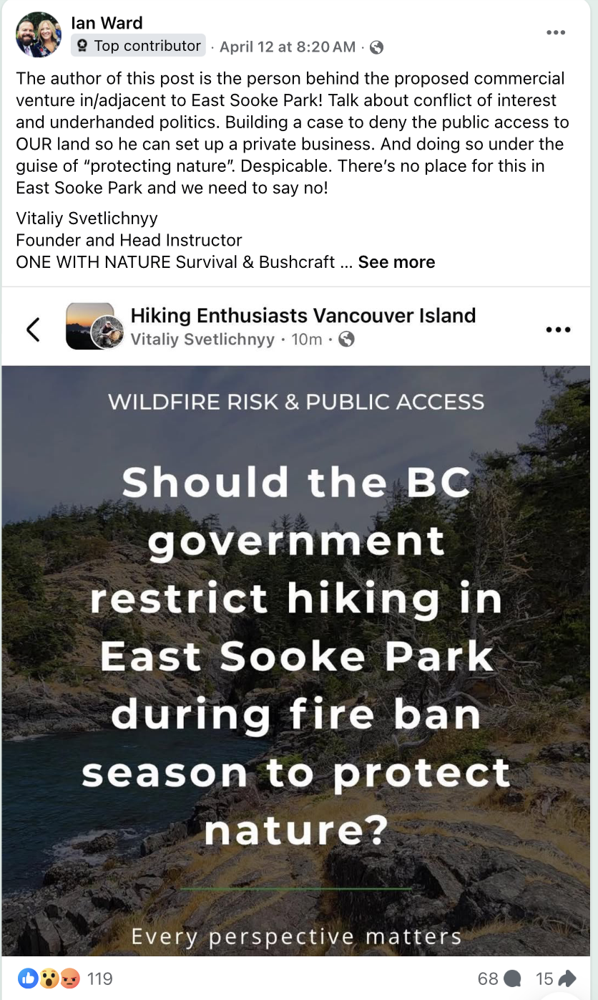 Ian Ward
Top contributor · April 12 at 8:20 AM ·
The author of this post is the person behind the proposed commercial
venture in/adjacent to East Sooke Park! Talk about conflict of interest
and underhanded politics. Building a case to deny the public access to
OUR land so he can set up a private business. And doing so under the
guise of “protecting nature”. Despicable. There’s no place for this in
East Sooke Park and we need to say no!
Vitaliy Svetlichnyy
Founder and Head Instructor
ONE WITH NATURE Survival & Bushcraft ... See more
Hiking Enthusiasts Vancouver Island
Vitaliy Svetlichnyy · 10m ·
WILDFIRE RISK & PUBLIC ACCESS
Should the BC
government
restrict hiking in
East Sooke Park
during fire ban
season to protect
nature?
Every perspective matters
119 68 15